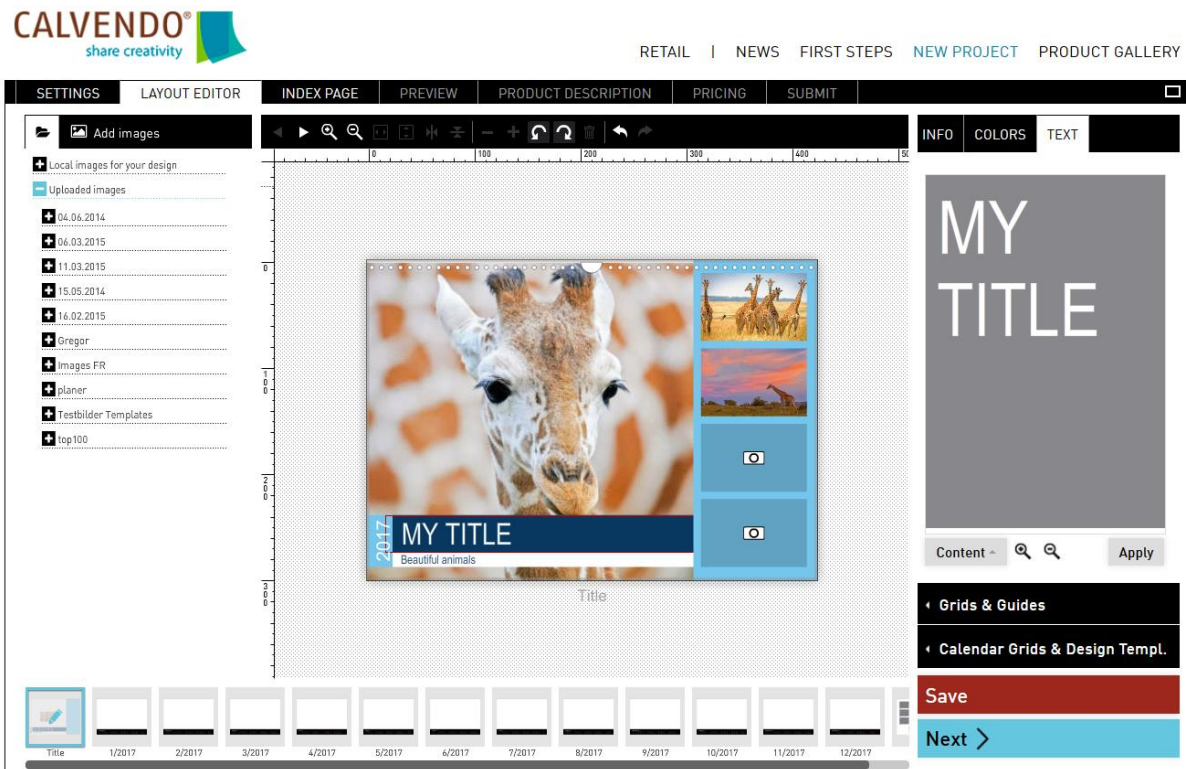 CALVENDO®
share creativity
RETAIL | NEWS FIRST STEPS NEW PROJECT PRODUCT GALLERY
SETTINGS LAYOUT EDITOR INDEX PAGE PREVIEW PRODUCT DESCRIPTION PRICING SUBMIT
Add images
INFO COLORS TEXT
Local images for your design
Uploaded images
04.06.2014
06.03.2015
11.03.2015
15.05.2014
16.02.2015
Gregor
Images FR
planer
Testbilder Templates
top100
0 100 200 300 400 50
0
100
200
300
2017
MY TITLE
Beautiful animals
Title
MY
TITLE
Content Apply
Grids & Guides
Calendar Grids & Design Templ.
Save
Next
Title 1/2017 2/2017 3/2017 4/2017 5/2017 6/2017 7/2017 8/2017 9/2017 10/2017 11/2017 12/2017